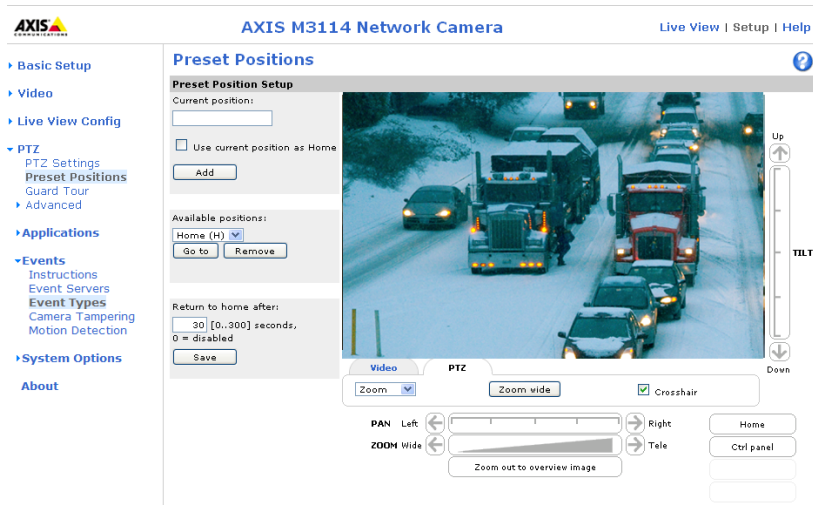 AXIS
COMMUNICATIONS
AXIS M3114 Network Camera
Live View | Setup | Help
Basic Setup
Video
Live View Config
PTZ
PTZ Settings
Preset Positions
Guard Tour
Advanced
Applications
Events
Instructions
Event Servers
Event Types
Camera Tampering
Motion Detection
System Options
About
Preset Positions
?
Preset Position Setup
Current position:
Use current position as Home
Add
Available positions:
Home (H)
Go to
Remove
Return to home after:
30 [0..300] seconds,
0 = disabled
Save
Up
TILT
Down
Video
PTZ
Zoom
Zoom wide
Crosshair
PAN Left
Right
ZOOM Wide
Tele
Zoom out to overview image
Home
Ctrl panel